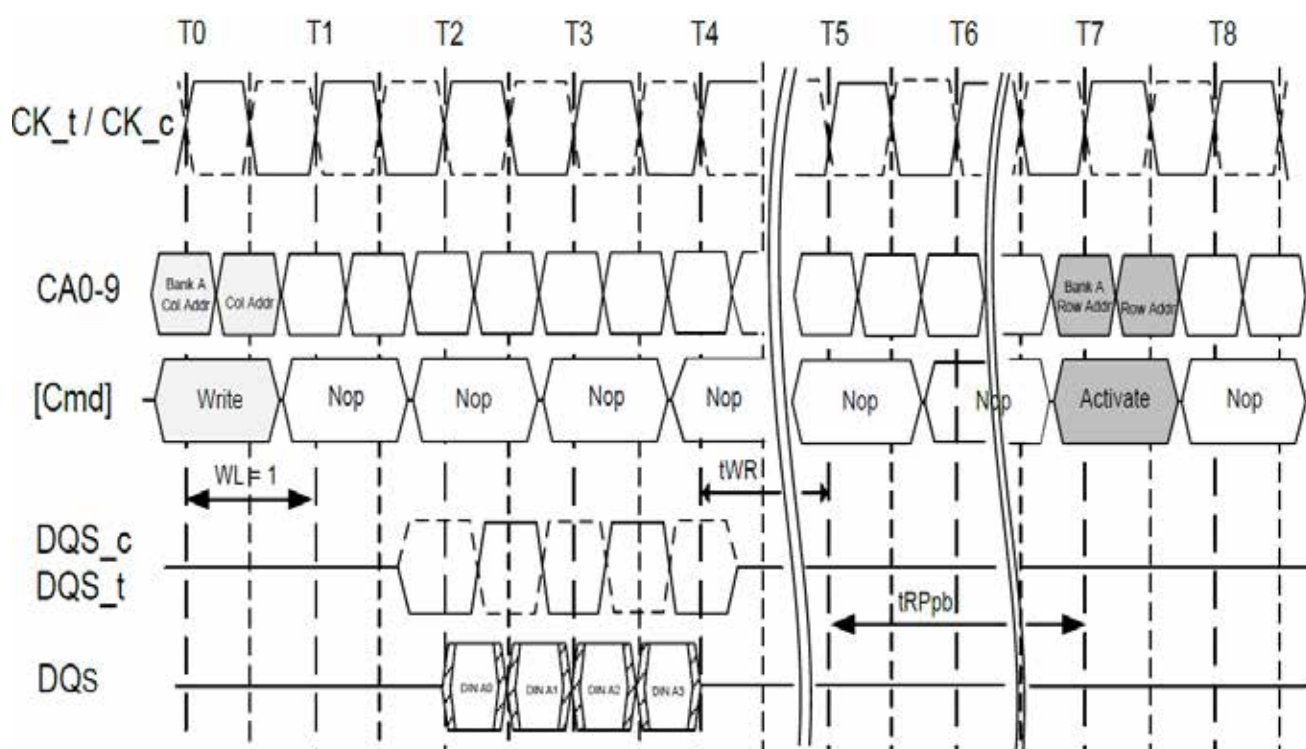 T0 T1 T2 T3 T4 T5 T6 T7 T8
CK_t / CK_c
CA0-9
Bank A
Col Addr
Col Addr
Bank A
Row Addr
Row Addr
[Cmd]
Write Nop Nop Nop Nop Nop Nop Activate Nop
WL = 1
tWR
DQS_c
DQS_t
tRPpb
DQs
DIN A0 DIN A1 DIN A2 DIN A3